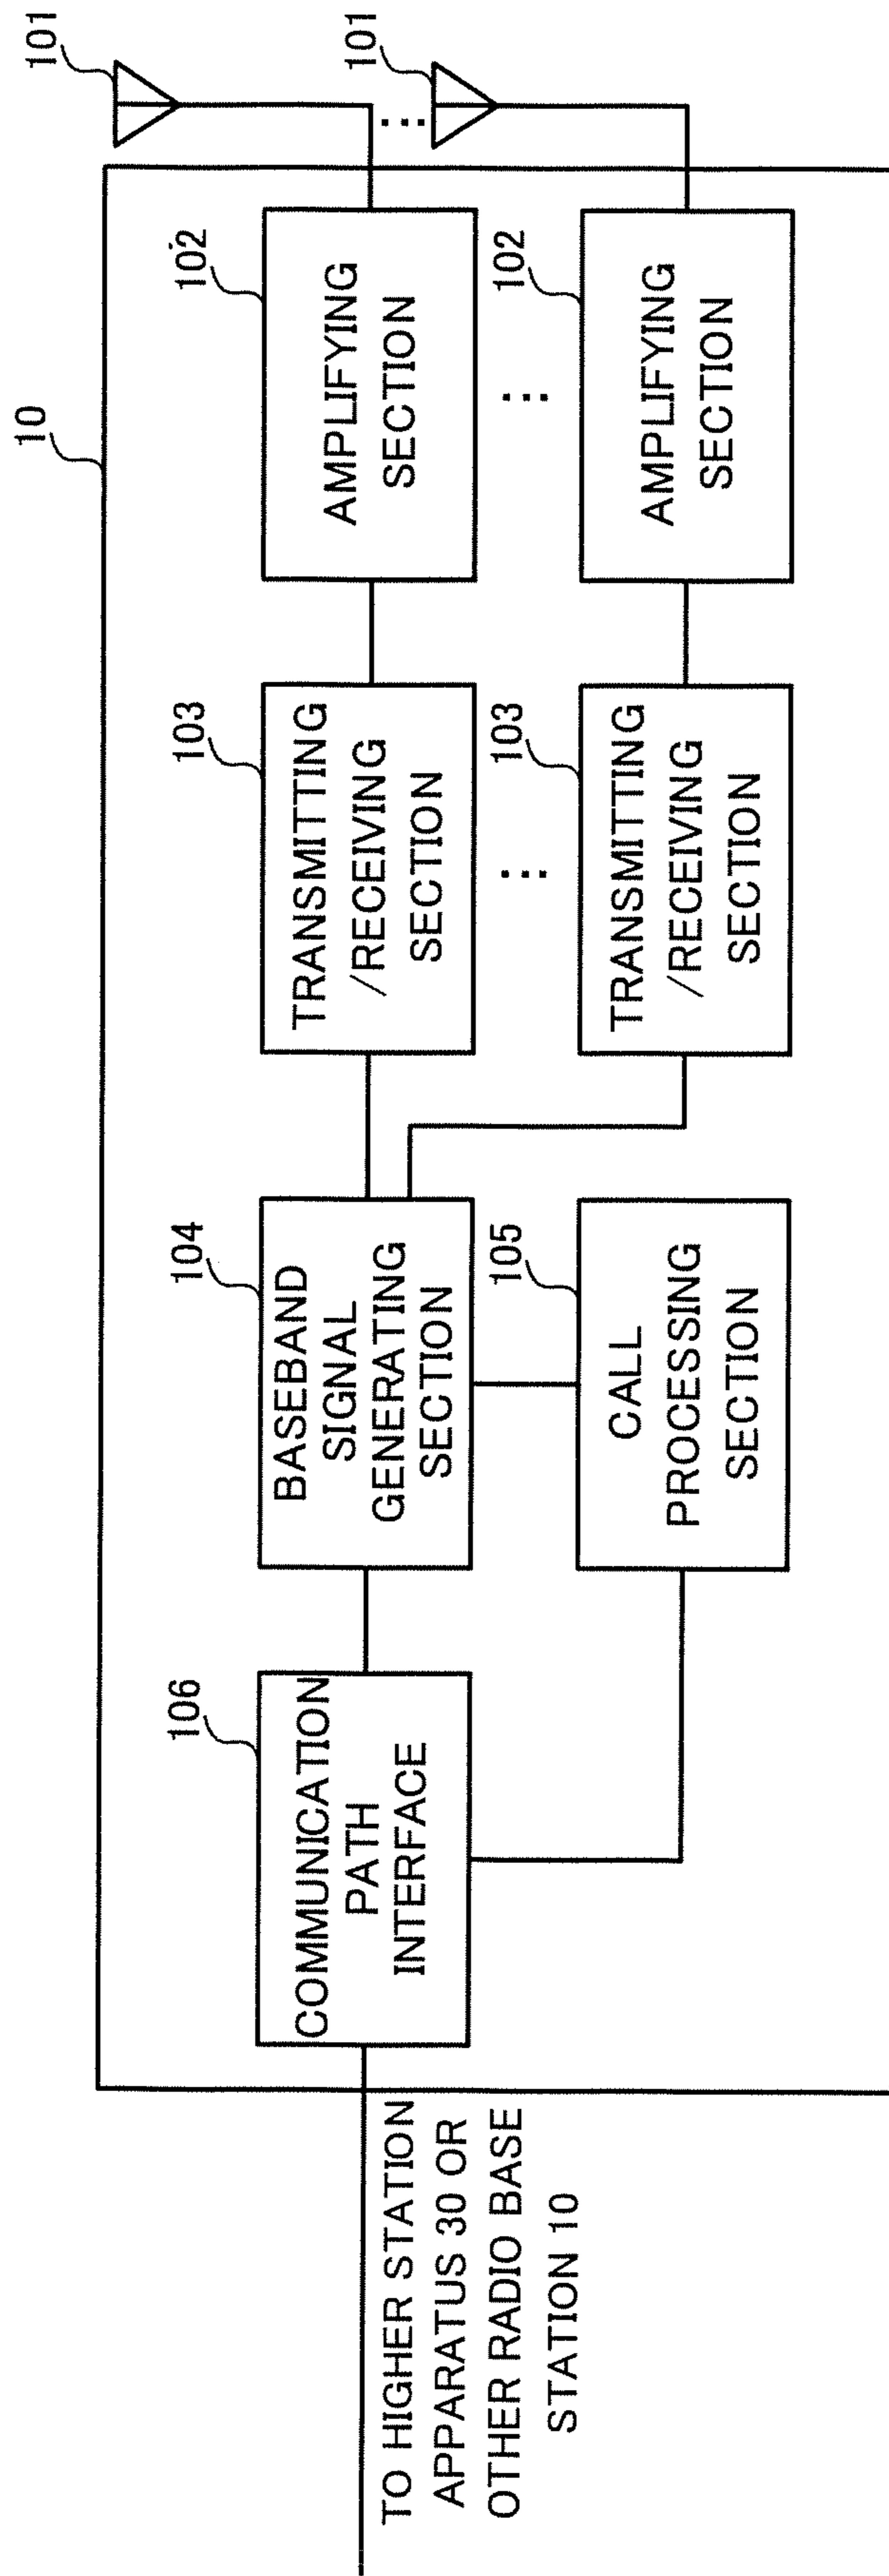 10
101
101
102
AMPLIFYING
SECTION
102
AMPLIFYING
SECTION
103
TRANSMITTING
/RECEIVING
SECTION
103
TRANSMITTING
/RECEIVING
SECTION
104
BASEBAND
SIGNAL
GENERATING
SECTION
105
CALL
PROCESSING
SECTION
106
COMMUNICATION
PATH
INTERFACE
TO HIGHER STATION
APPARATUS 30 OR
OTHER RADIO BASE
STATION 10